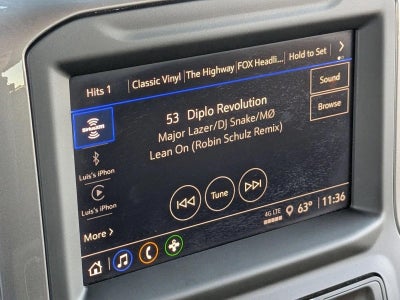 Hits 1 Classic Vinyl The Highway FOX Headli... Hold to Set
53 Diplo Revolution
Major Lazer/DJ Snake/MØ
Lean On (Robin Schulz Remix)
Sound
Browse
SiriusXM
Luis's iPhon
Luis's iPhon
More
Tune
4G LTE
63° 11:36